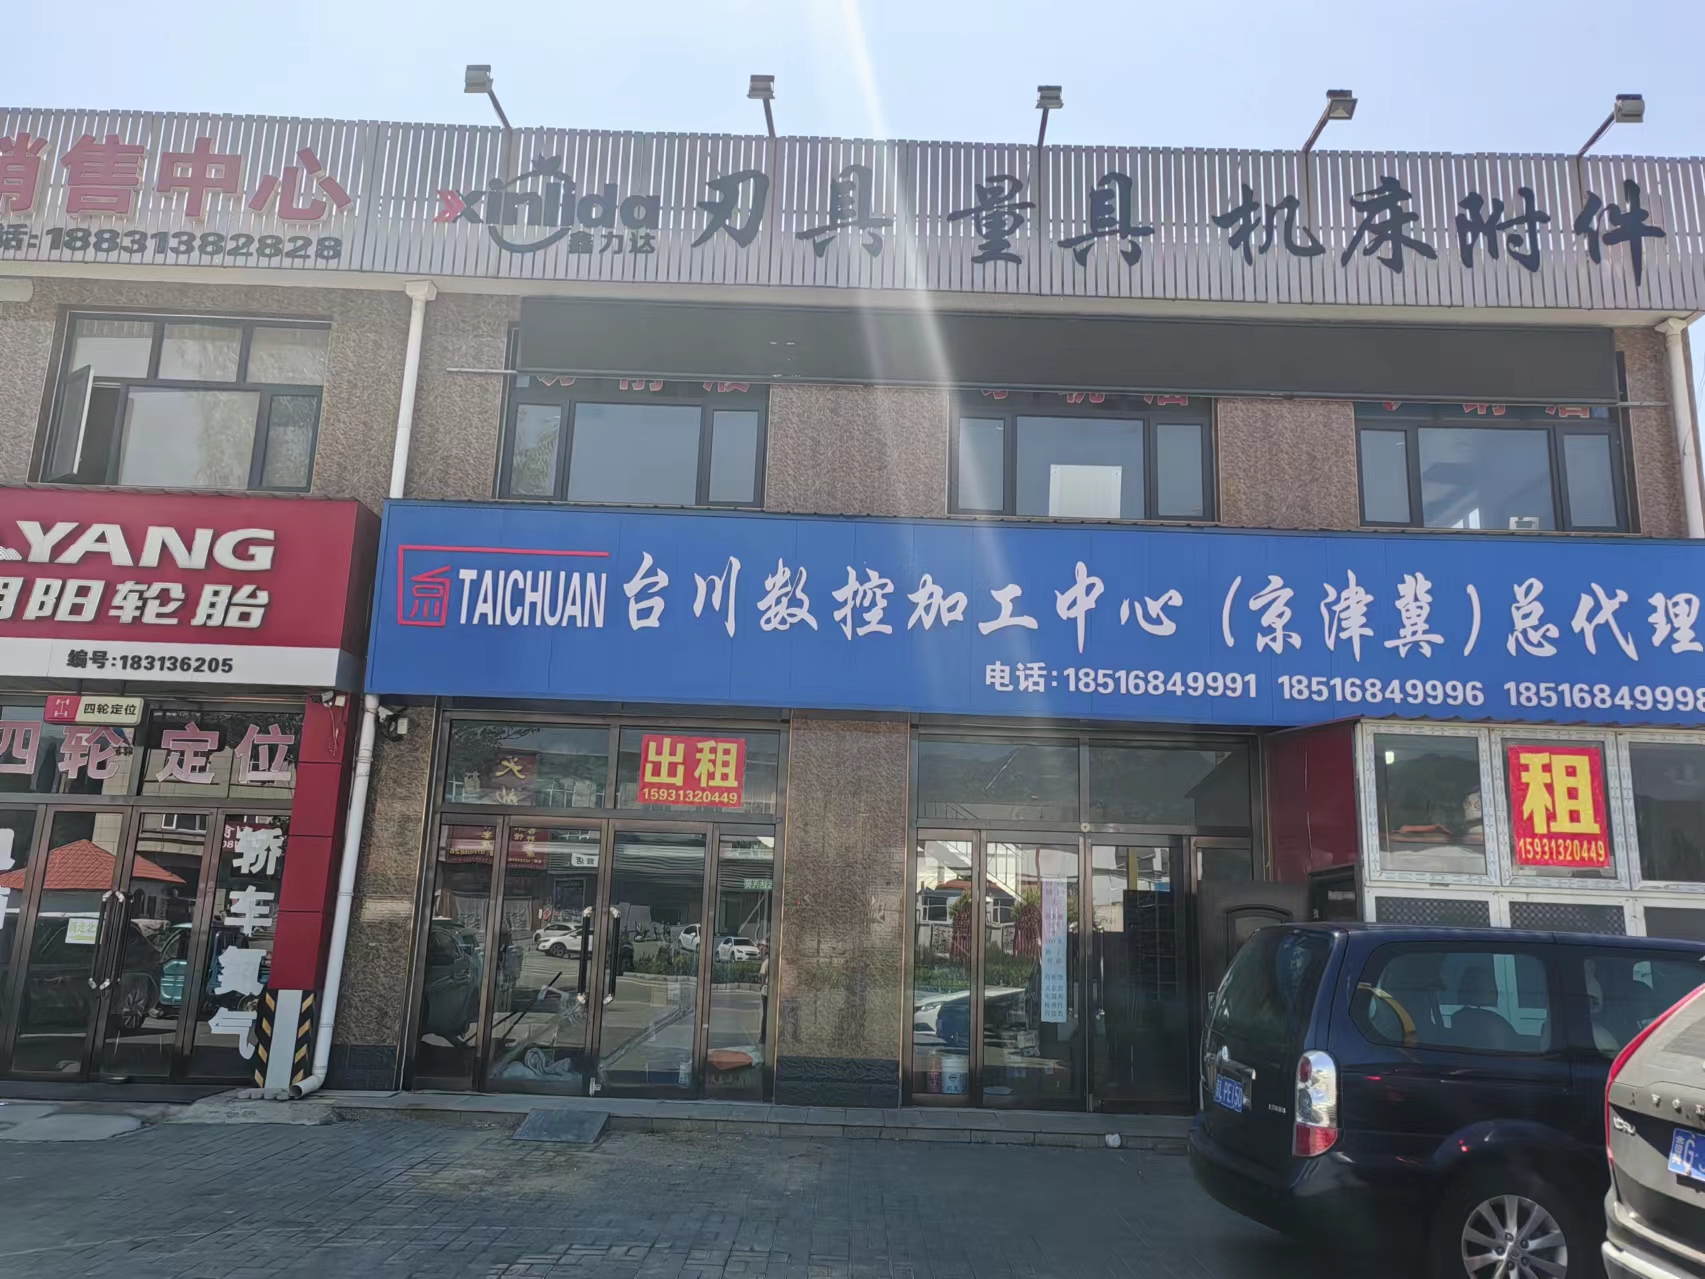 销售中心
话:18831382828
xinlida
鑫力达
刃具 量具 机床附件
YANG
朝阳轮胎
编号:183136205
四轮定位
四轮定位
轿车氧气
TAICHUAN 台川数控加工中心(京津冀)总代理
电话:18516849991 18516849996 18516849998
出租
15931320449
租
15931320449